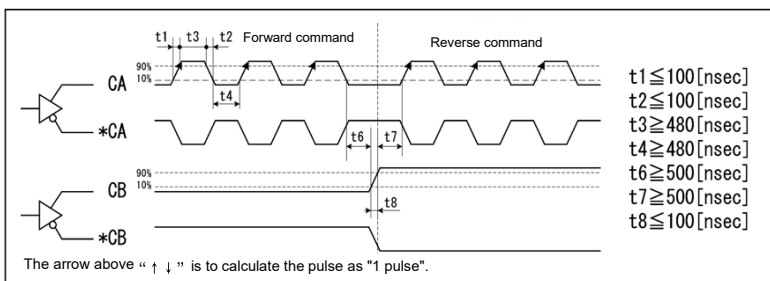 t1 t3 t2 Forward command Reverse command
90%
10%
CA
t4
*CA
t6 t7
90%
10%
CB
t8
*CB
t1≦100[nsec]
t2≦100[nsec]
t3≧480[nsec]
t4≧480[nsec]
t6≧500[nsec]
t7≧500[nsec]
t8≦100[nsec]
The arrow above “ ↑ ↓ ” is to calculate the pulse as "1 pulse".